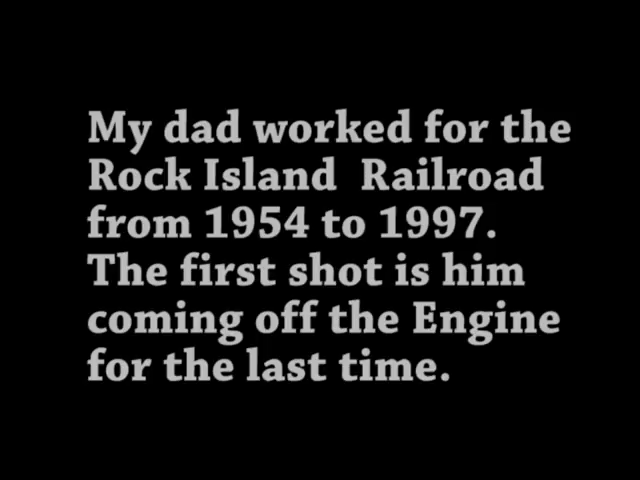 My dad worked for the
Rock Island  Railroad
from 1954 to 1997.
The first shot is him
coming off the Engine
for the last time.